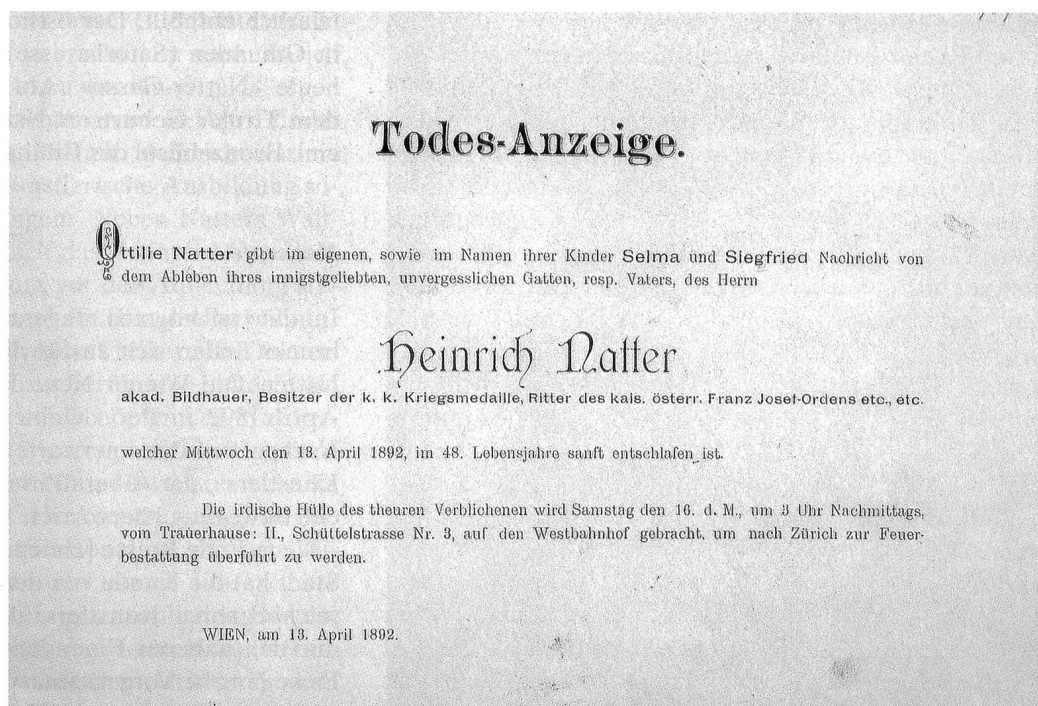 Todes-Anzeige.
Ottilie Natter gibt im eigenen, sowie im Namen ihrer Kinder Selma und Siegfried Nachricht von
dem Ableben ihres innigstgeliebten, unvergesslichen Gatten, resp. Vaters, des Herrn
Heinrich Natter
akad. Bildhauer, Besitzer der k. k. Kriegsmedaille, Ritter des kais. österr. Franz Josef-Ordens etc., etc.
welcher Mittwoch den 13. April 1892, im 48. Lebensjahre sanft entschlafen ist.
Die irdische Hülle des theuren Verblichenen wird Samstag den 16. d. M., um 3 Uhr Nachmittags,
vom Trauerhause: II., Schüttelstrasse Nr. 3, auf den Westbahnhof gebracht, um nach Zürich zur Feuer-
bestattung überführt zu werden.
WIEN, am 13. April 1892.